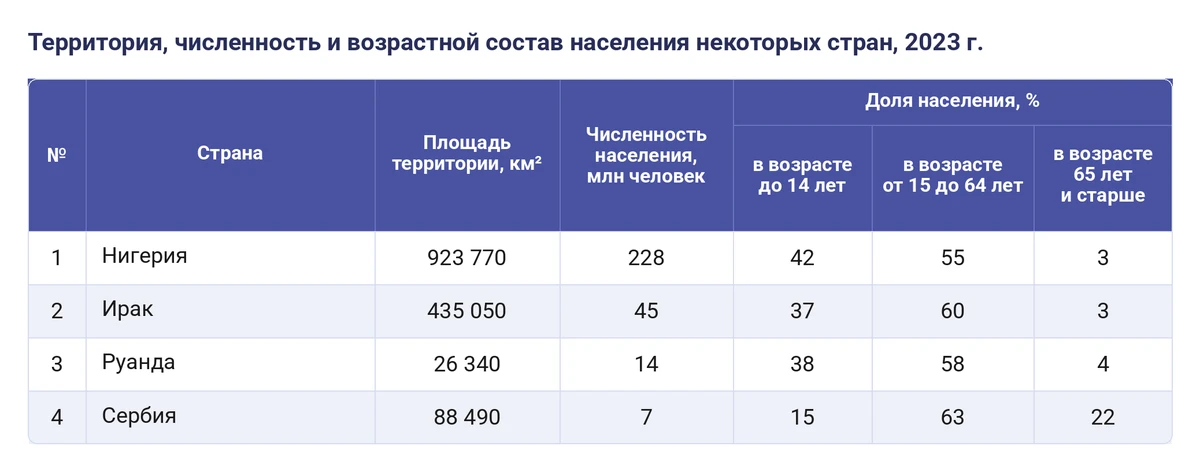 Территория, численность и возрастной состав населения некоторых стран, 2023 г.
№
Страна
Площадь
территории, км²
Численность
населения,
млн человек
Доля населения, %
в возрасте
до 14 лет
в возрасте
от 15 до 64 лет
в возрасте
65 лет
и старше
1 Нигерия 923 770 228 42 55 3
2 Ирак 435 050 45 37 60 3
3 Руанда 26 340 14 38 58 4
4 Сербия 88 490 7 15 63 22